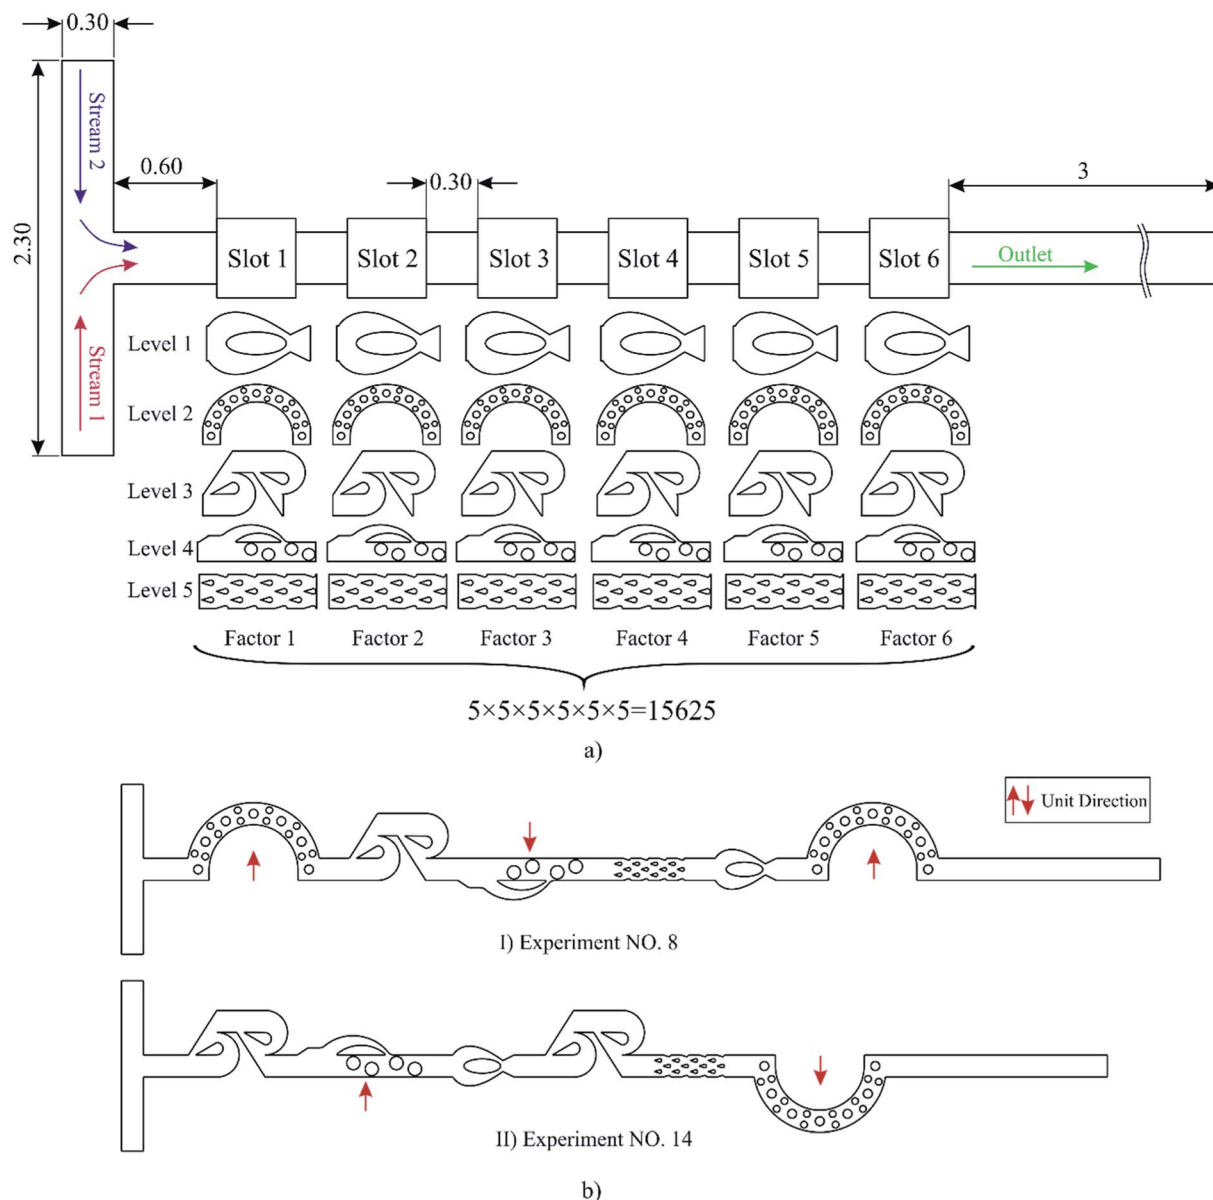 0.30
Stream 2
2.30
0.60
0.30
3
Slot 1
Slot 2
Slot 3
Slot 4
Slot 5
Slot 6
Outlet
Stream 1
Level 1
Level 2
Level 3
Level 4
Level 5
Factor 1
Factor 2
Factor 3
Factor 4
Factor 5
Factor 6
5×5×5×5×5×5=15625
a)
Unit Direction
I) Experiment NO. 8
II) Experiment NO. 14
b)